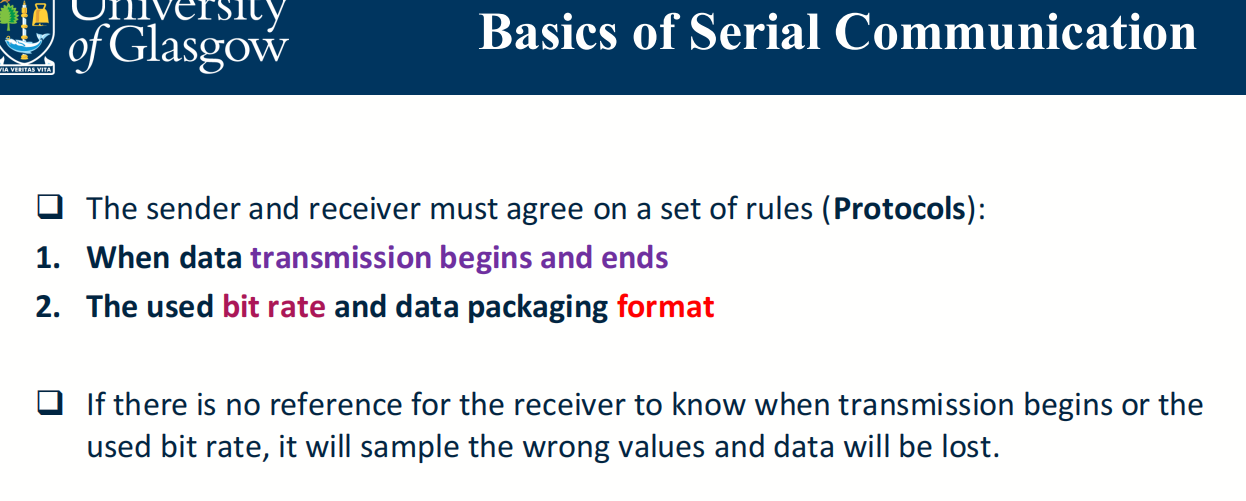 University
of Glasgow
VIA VERITAS VITA
Basics of Serial Communication
❑ The sender and receiver must agree on a set of rules (Protocols):
1. When data transmission begins and ends
2. The used bit rate and data packaging format
❑ If there is no reference for the receiver to know when transmission begins or the
used bit rate, it will sample the wrong values and data will be lost.